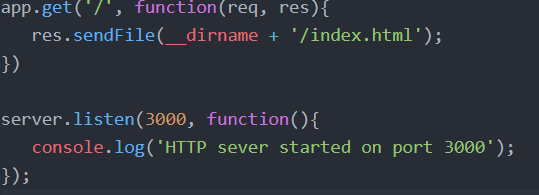 app.get('/', function(req, res){
res.sendFile(__dirname + '/index.html');
})
server.listen(3000, function(){
console.log('HTTP sever started on port 3000');
});